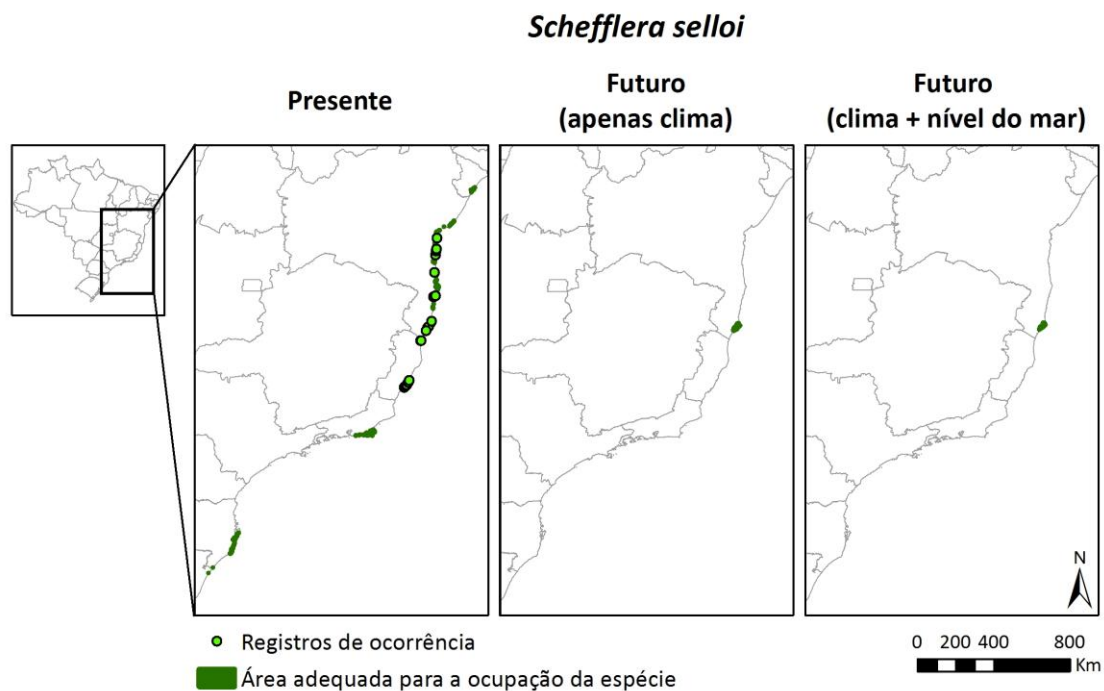 Schefflera selloi
Presente
Futuro
(apenas clima)
Futuro
(clima + nível do mar)
N
Registros de ocorrência
Área adequada para a ocupação da espécie
0 200 400 800
Km